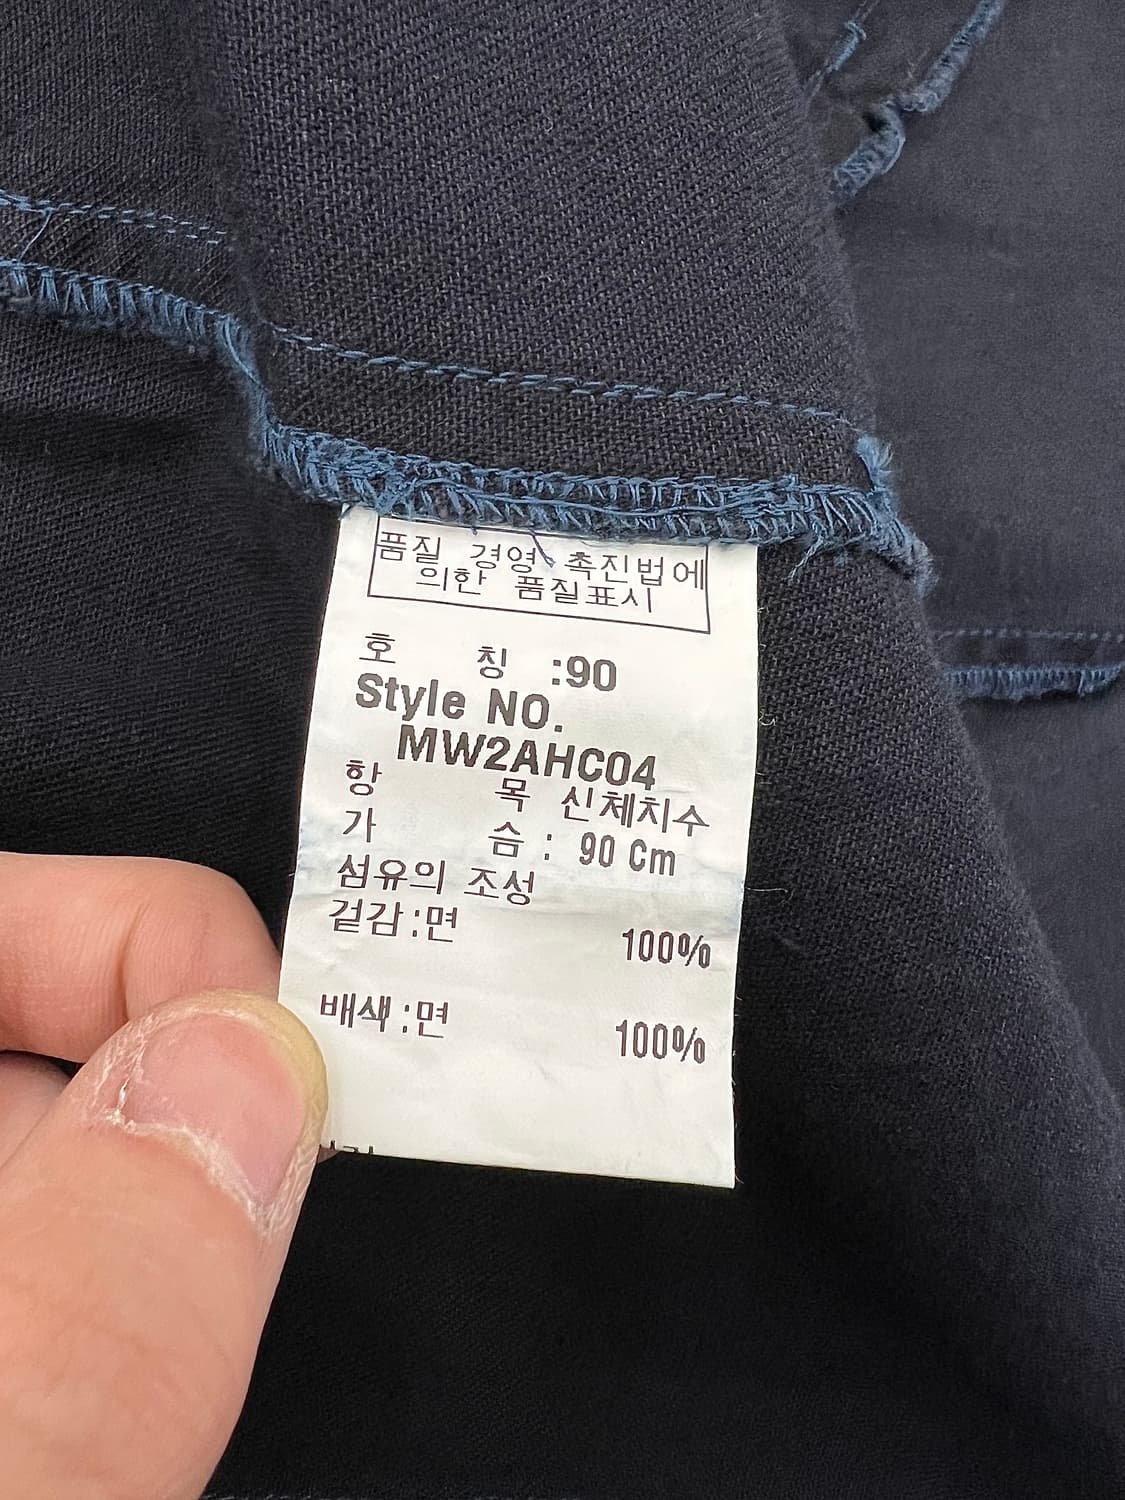 품질 경영 촉진법에
의한 품질표시
호 칭 :90
Style NO.
MW2AHC04
항 목 신체치수
가 슴 : 90 Cm
섬유의 조성
겉감:면 100%
배색:면 100%